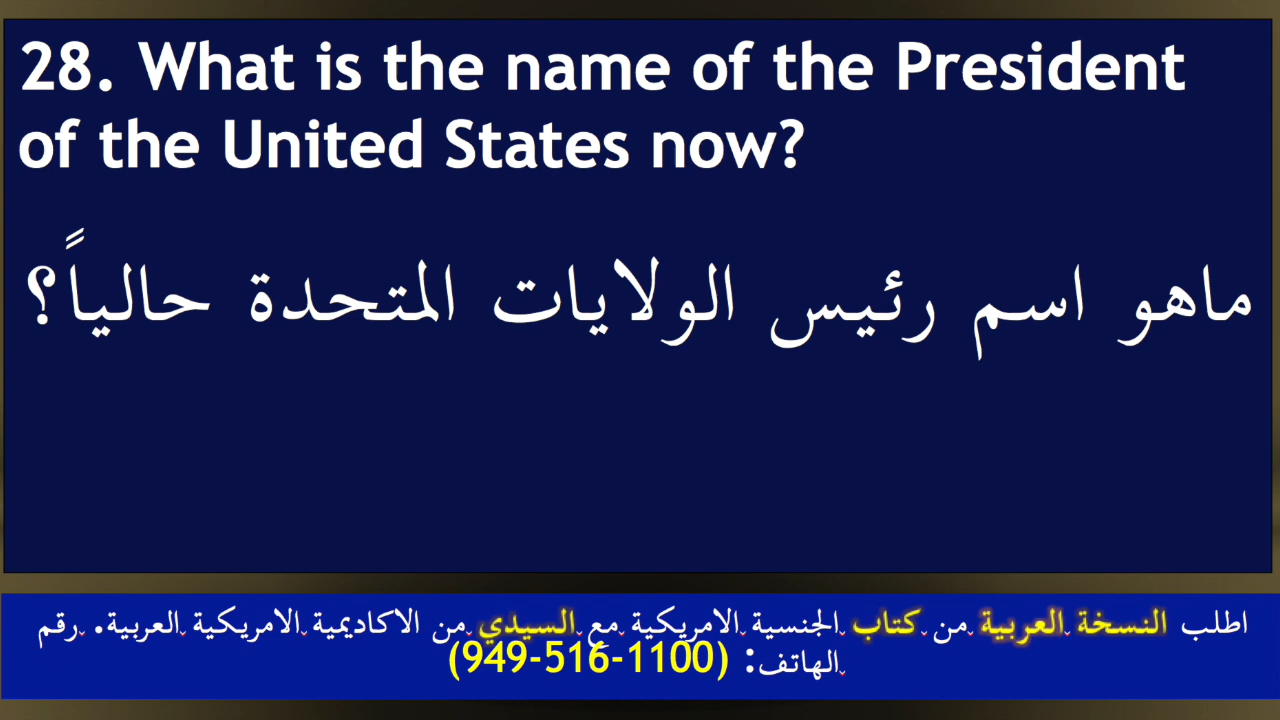 28. What is the name of the President
of the United States now?
ماهو اسم رئيس الولايات المتحدة حالياً؟
اطلب النسخة العربية من كتاب الجنسية الامريكية مع السيدي من الاكاديمية الامريكية العربية. رقم
الهاتف: (949-516-1100)